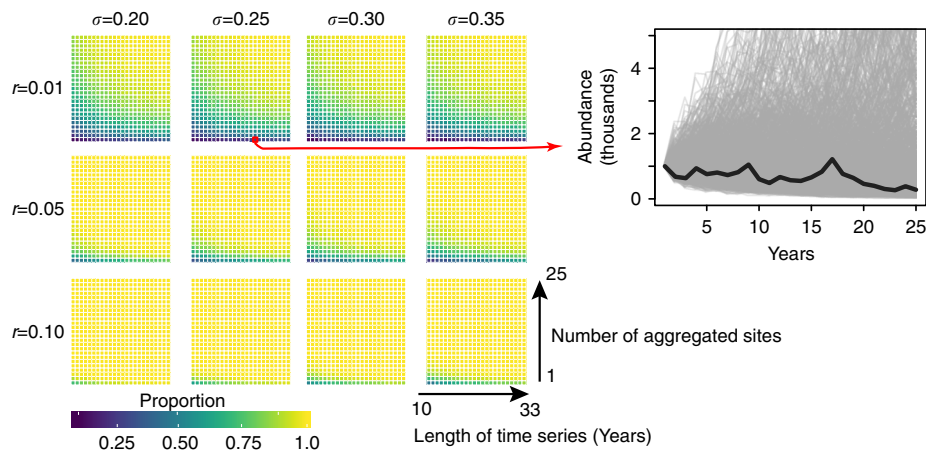 σ=0.20 σ=0.25 σ=0.30 σ=0.35
r=0.01
r=0.05
r=0.10
25
Number of aggregated sites
1
10 33
Length of time series (Years)
Proportion
0.25 0.50 0.75 1.0
Abundance
(thousands)
4
2
0
5 10 15 20 25
Years